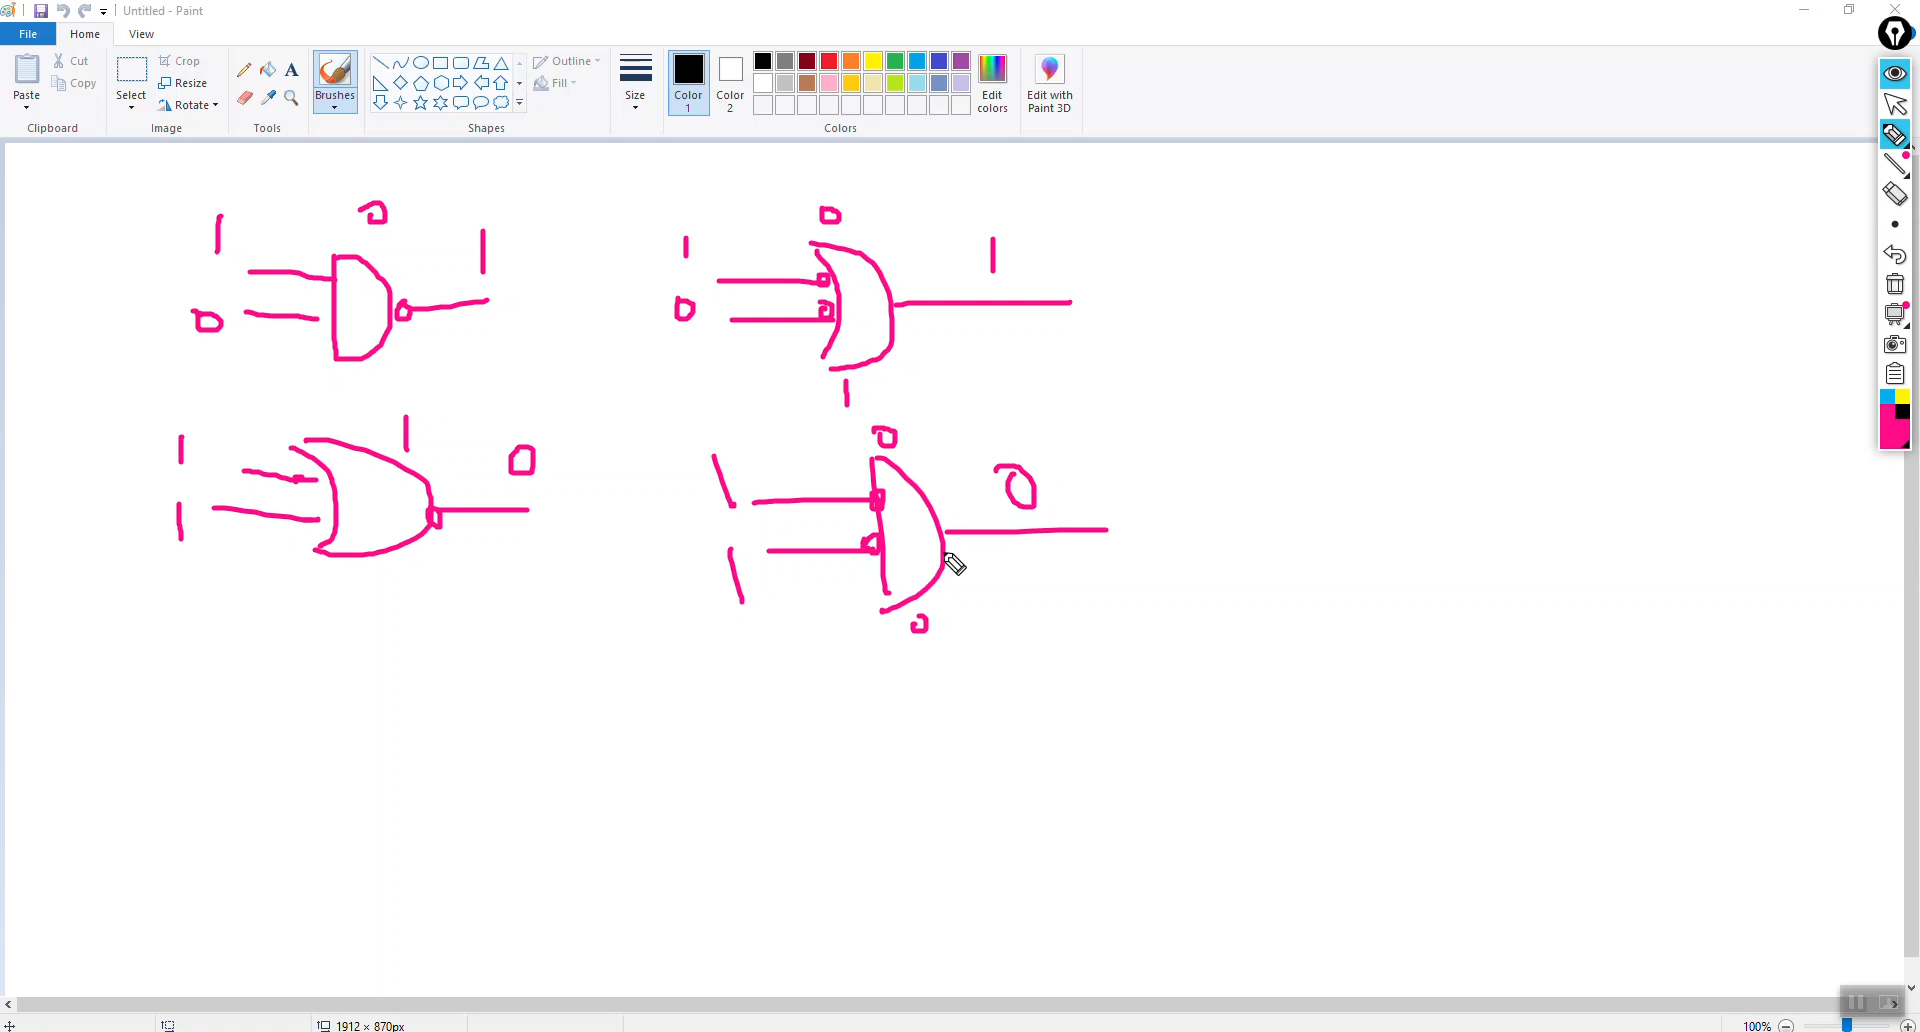 Untitled - Paint
File Home View
Paste
Cut
Copy
Clipboard
Select
Crop
Resize
Rotate
Image
Tools
Brushes
Outline
Fill
Shapes
Size
Color 1
Color 2
Edit colors
Edit with Paint 3D
Colors
1 0 1
0
0
1 1
0
1
1 0
1
1
0
1 0
1
0
1912 × 870px
100%